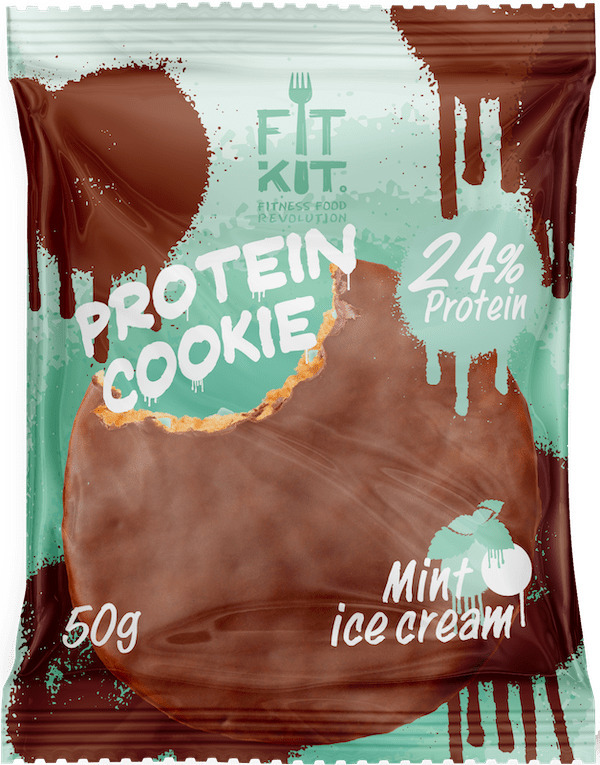 FIT
KIT.
FITNESS FOOD
REVOLUTION
PROTEIN
COOKIE
24%
Protein
Mint
ice cream
50g